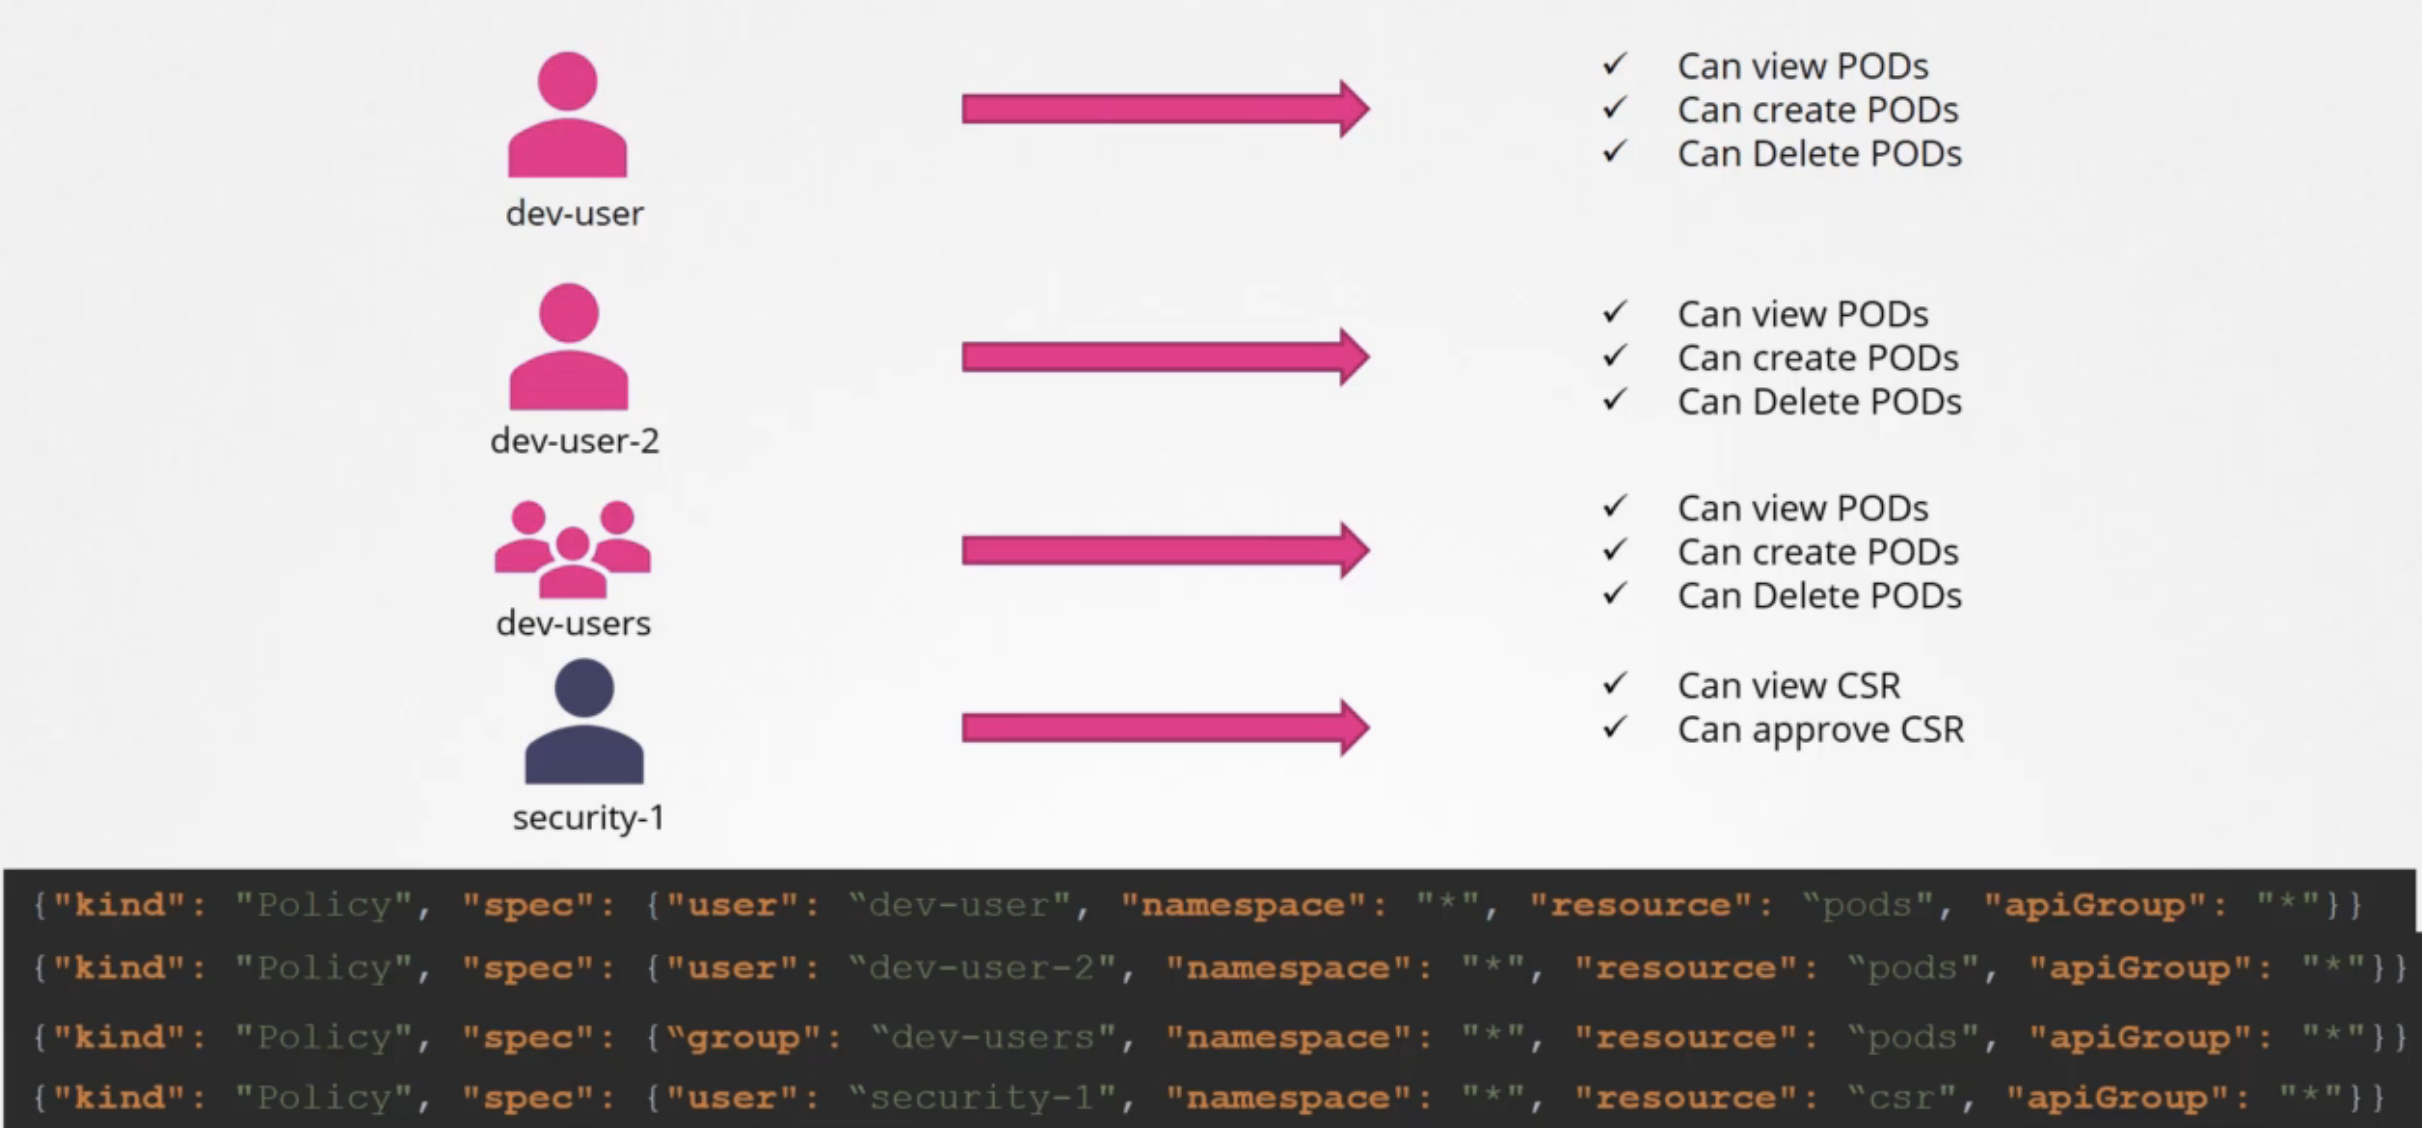 ✓ Can view PODs
✓ Can create PODs
✓ Can Delete PODs
dev-user
✓ Can view PODs
✓ Can create PODs
✓ Can Delete PODs
dev-user-2
✓ Can view PODs
✓ Can create PODs
✓ Can Delete PODs
dev-users
✓ Can view CSR
✓ Can approve CSR
security-1
{"kind": "Policy", "spec": {"user": “dev-user", "namespace": "*", "resource": “pods", "apiGroup": "*"}}
{"kind": "Policy", "spec": {"user": “dev-user-2", "namespace": "*", "resource": “pods", "apiGroup": "*"}}
{"kind": "Policy", "spec": {“group": “dev-users", "namespace": "*", "resource": “pods", "apiGroup": "*"}}
{"kind": "Policy", "spec": {"user": “security-1", "namespace": "*", "resource": “csr", "apiGroup": "*"}}